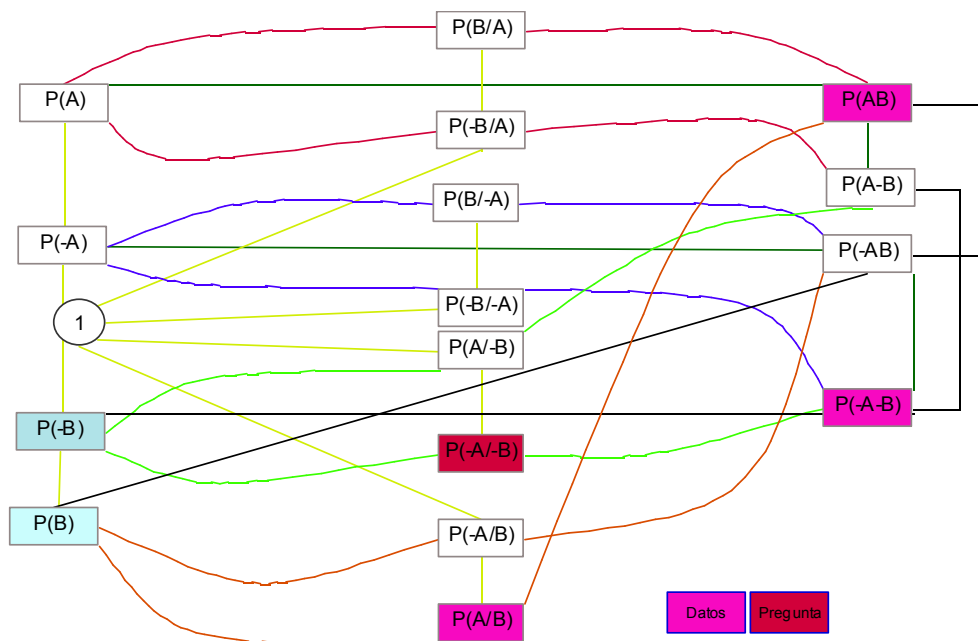 P(B/A)
P(A)
P(AB)
P(-B/A)
P(A-B)
P(B/-A)
P(-A)
P(-AB)
P(-B/-A)
1
P(A/-B)
P(-A-B)
P(-B)
P(-A/-B)
P(B)
P(-A/B)
P(A/B)
Datos
Pregunta